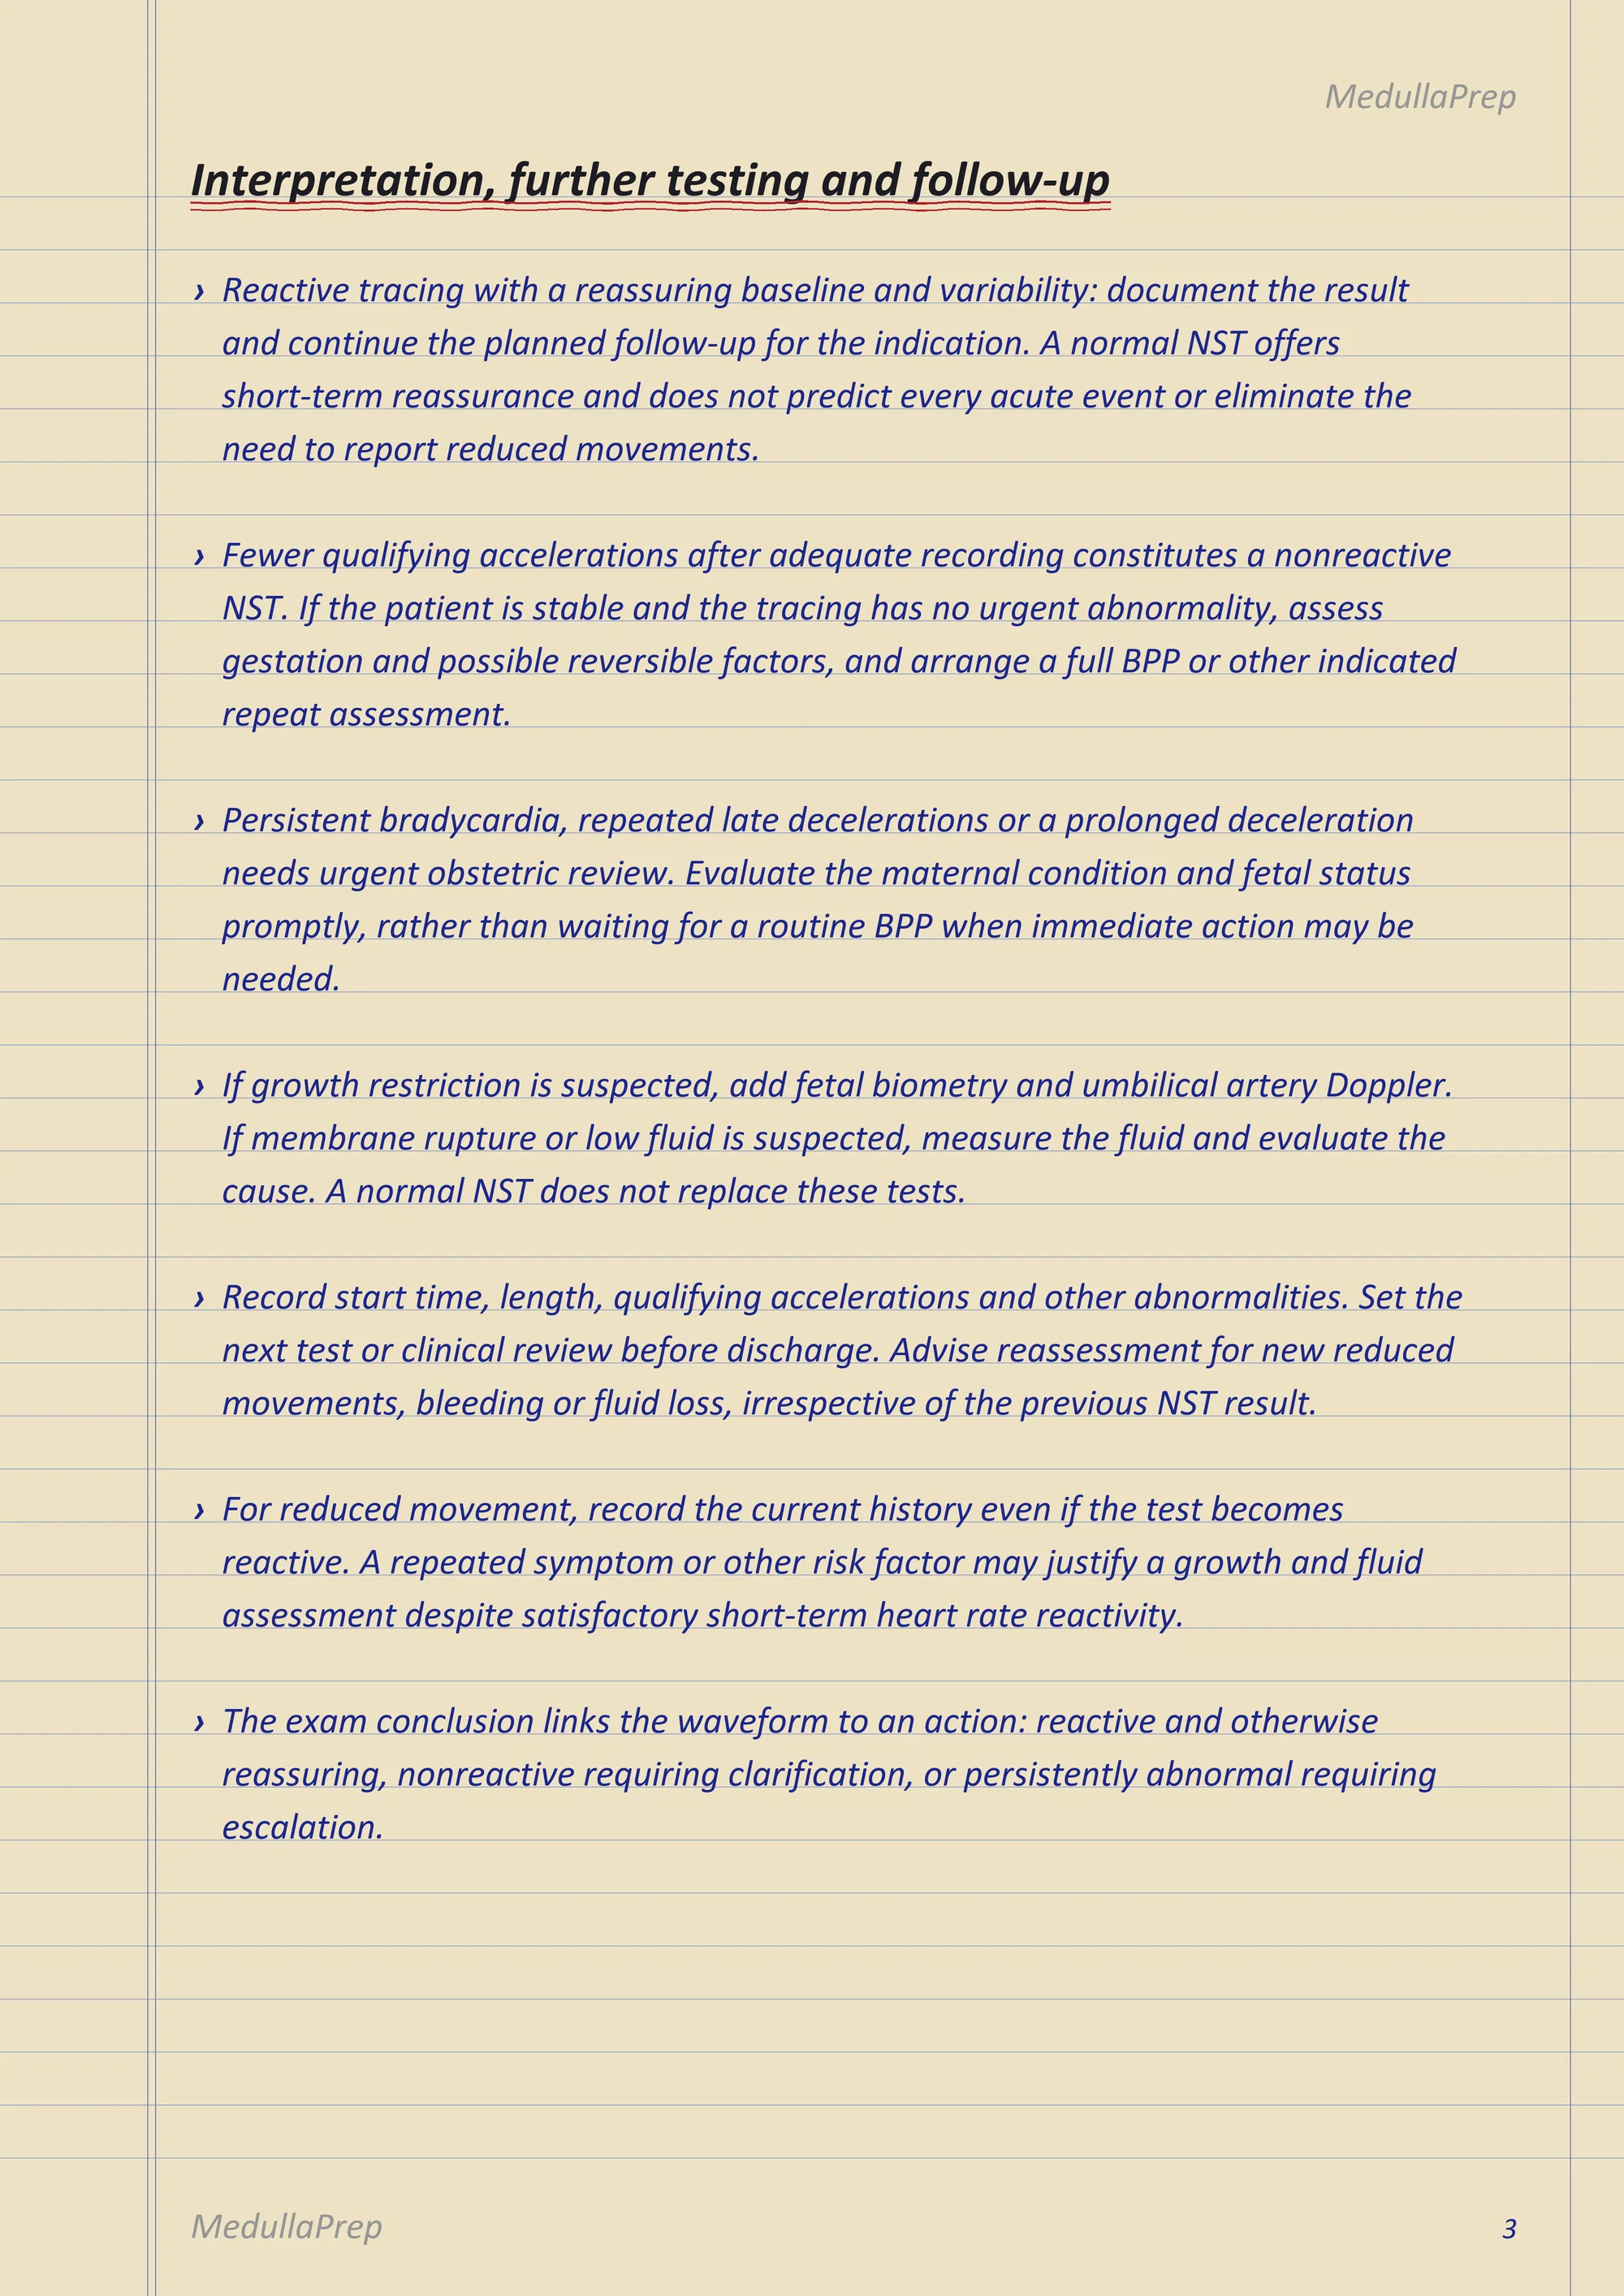 MedullaPrep
Interpretation, further testing and follow-up
› Reactive tracing with a reassuring baseline and variability: document the result
and continue the planned follow-up for the indication. A normal NST offers
short-term reassurance and does not predict every acute event or eliminate the
need to report reduced movements.
› Fewer qualifying accelerations after adequate recording constitutes a nonreactive
NST. If the patient is stable and the tracing has no urgent abnormality, assess
gestation and possible reversible factors, and arrange a full BPP or other indicated
repeat assessment.
› Persistent bradycardia, repeated late decelerations or a prolonged deceleration
needs urgent obstetric review. Evaluate the maternal condition and fetal status
promptly, rather than waiting for a routine BPP when immediate action may be
needed.
› If growth restriction is suspected, add fetal biometry and umbilical artery Doppler.
If membrane rupture or low fluid is suspected, measure the fluid and evaluate the
cause. A normal NST does not replace these tests.
› Record start time, length, qualifying accelerations and other abnormalities. Set the
next test or clinical review before discharge. Advise reassessment for new reduced
movements, bleeding or fluid loss, irrespective of the previous NST result.
› For reduced movement, record the current history even if the test becomes
reactive. A repeated symptom or other risk factor may justify a growth and fluid
assessment despite satisfactory short-term heart rate reactivity.
› The exam conclusion links the waveform to an action: reactive and otherwise
reassuring, nonreactive requiring clarification, or persistently abnormal requiring
escalation.
MedullaPrep
3